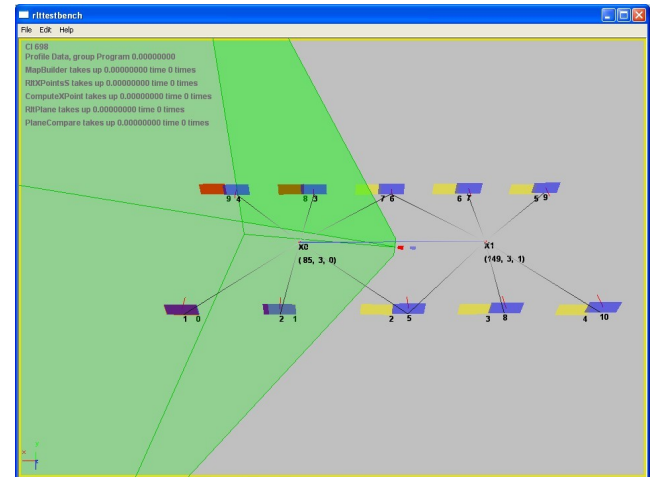 rlttestbench
File Edit Help
CI 698
Profile Data, group Program 0.00000000
MapBuilder takes up 0.00000000 time 0 times
RltXPointsS takes up 0.00000000 time 0 times
ComputeXPoint takes up 0.00000000 time 0 times
RltPlane takes up 0.00000000 time 0 times
PlaneCompare takes up 0.00000000 time 0 times
9 4 8 3 7 6 6 7 5 9
X0 X1
(85, 3, 0) (149, 3, 1)
1 0 2 1 2 5 3 8 4 10
x